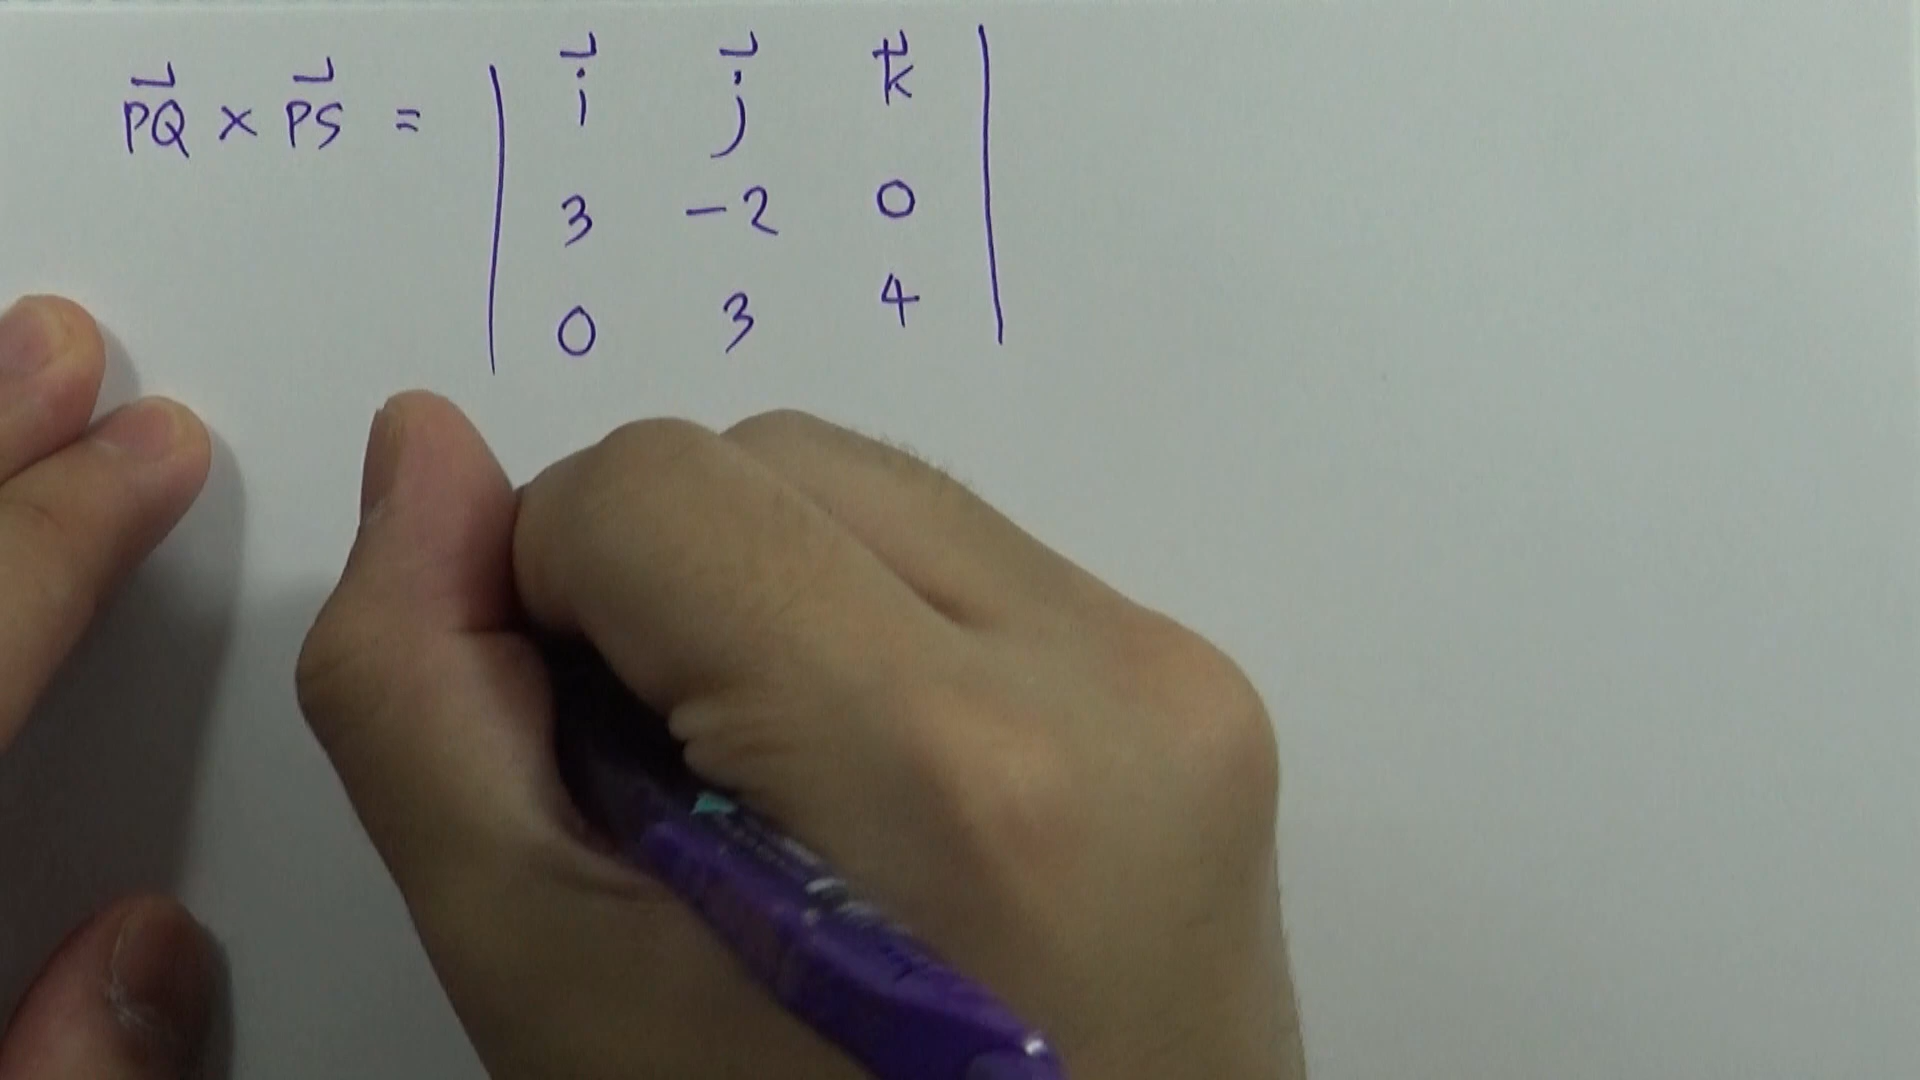 PQ⃗ × PS⃗ = | i⃗ j⃗ k⃗ |
| 3 -2 0 |
| 0 3 4 |